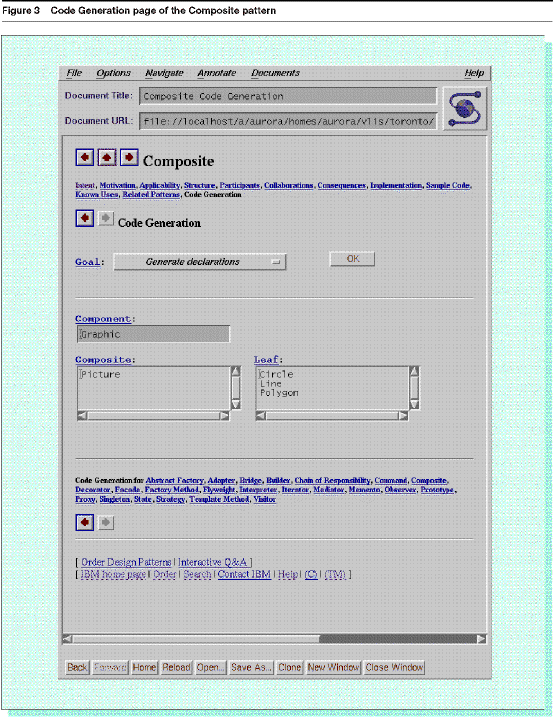 Figure 3 Code Generation page of the Composite pattern
File Options Navigate Annotate Documents Help
Document Title: Composite Code Generation
Document URL: file://localhost/a/aurora/homes/aurora/vlis/toronto/
Composite
Intent, Motivation, Applicability, Structure, Participants, Collaborations, Consequences, Implementation, Sample Code,
Known Uses, Related Patterns, Code Generation
Code Generation
Goal: Generate declarations OK
Component:
Graphic
Composite: Leaf:
Picture Circle
Line
Polygon
Code Generation for Abstract Factory, Adapter, Bridge, Builder, Chain of Responsibility, Command, Composite,
Decorator, Facade, Factory Method, Flyweight, Interpreter, Iterator, Mediator, Memento, Observer, Prototype,
Proxy, Singleton, State, Strategy, Template Method, Visitor
[ Order Design Patterns | Interactive Q&A ]
[ IBM home page | Order | Search | Contact IBM | Help | (C) | (TM) ]
Back Forward Home Reload Open... Save As... Clone New Window Close Window